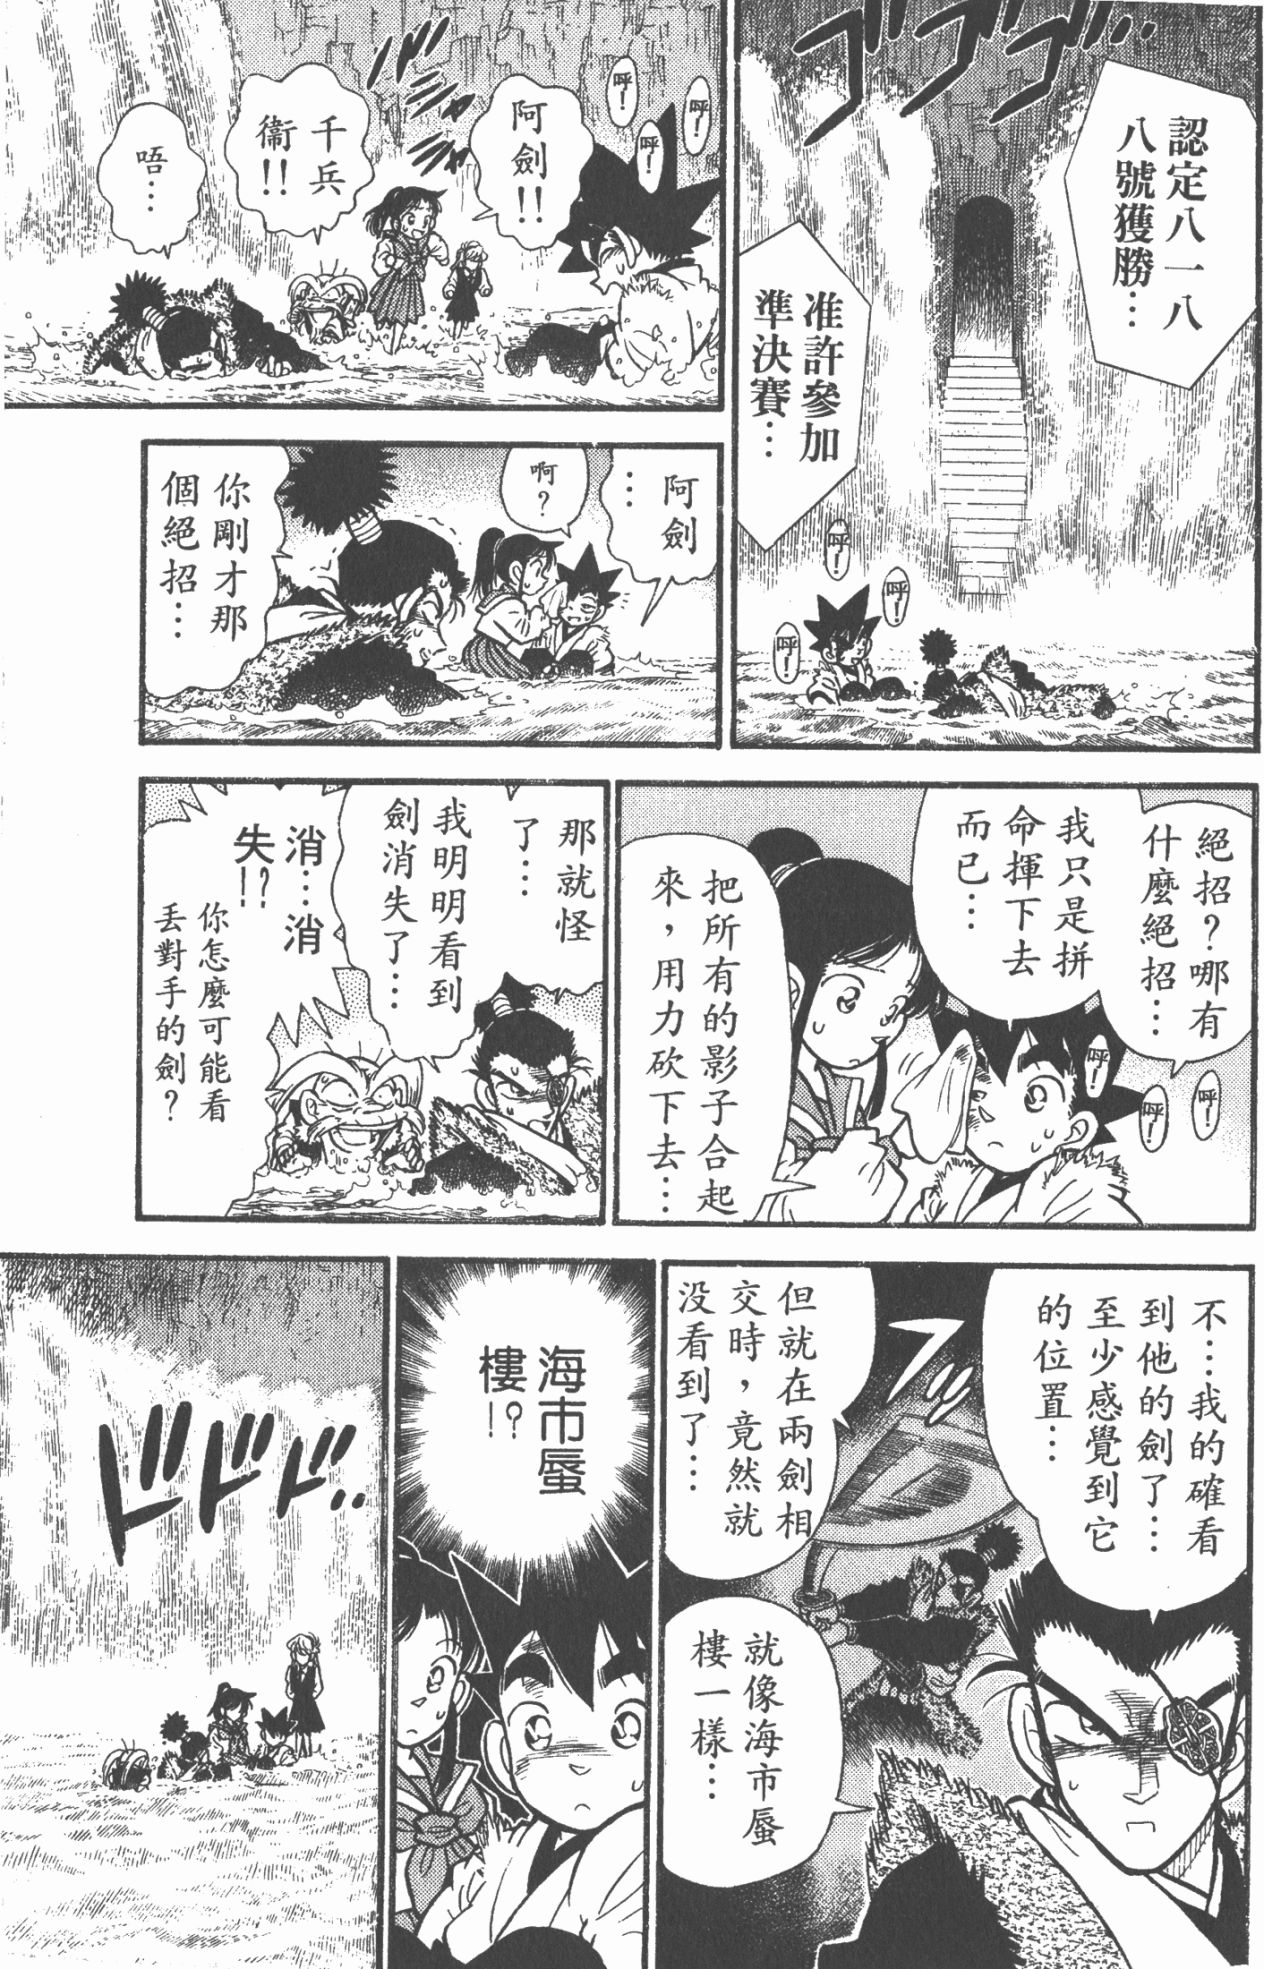 ゴゴゴ…
認定八一八
八號獲勝…
准許參加
準決賽…
呼!
呼!
呼!
呼!
呼!
呼!
阿
劍!!
千兵
衞!!
唔…
阿劍
…
啊?
你剛才那
個絕招…
絕招?哪有
什麼絕招…
我只是拼
命揮下去
而已…
呼!
呼!
呼!
把所有的影子合起
來，用力砍下去…
那就怪
了…
我明明看到
劍消失了…
消…消
失!?
你怎麼可能看
丟對手的劍?
不…我的確看
到他的劍了…
至少感覺到它
的位置…
但就在兩劍相
交時，竟然就
没看到了…
就像海市蜃
樓一樣…
海市蜃
樓!?
ドドド…